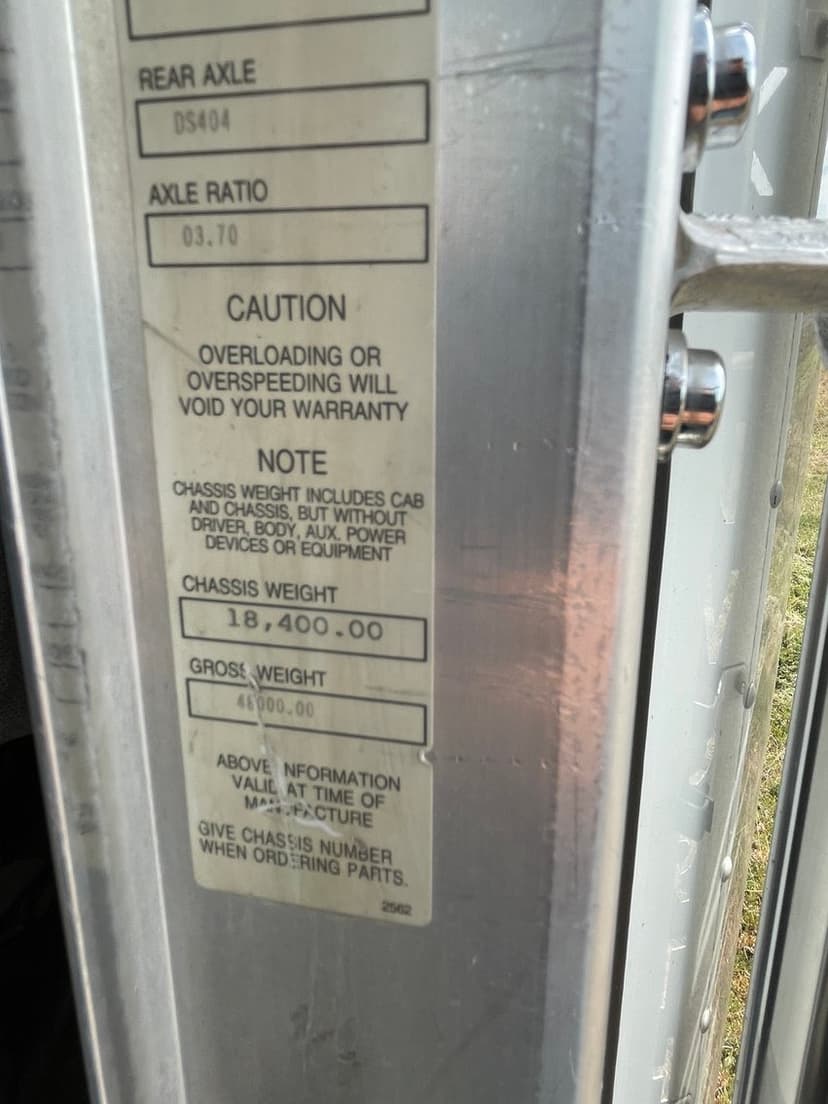 REAR AXLE
DS404
AXLE RATIO
03.70
CAUTION
OVERLOADING OR
OVERSPEEDING WILL
VOID YOUR WARRANTY
NOTE
CHASSIS WEIGHT INCLUDES CAB
AND CHASSIS, BUT WITHOUT
DRIVER, BODY, AUX. POWER
DEVICES OR EQUIPMENT
CHASSIS WEIGHT
18,400.00
GROSS WEIGHT
ABOVE INFORMATION
VALID AT TIME OF
MANUFACTURE
GIVE CHASSIS NUMBER
WHEN ORDERING PARTS.
2562